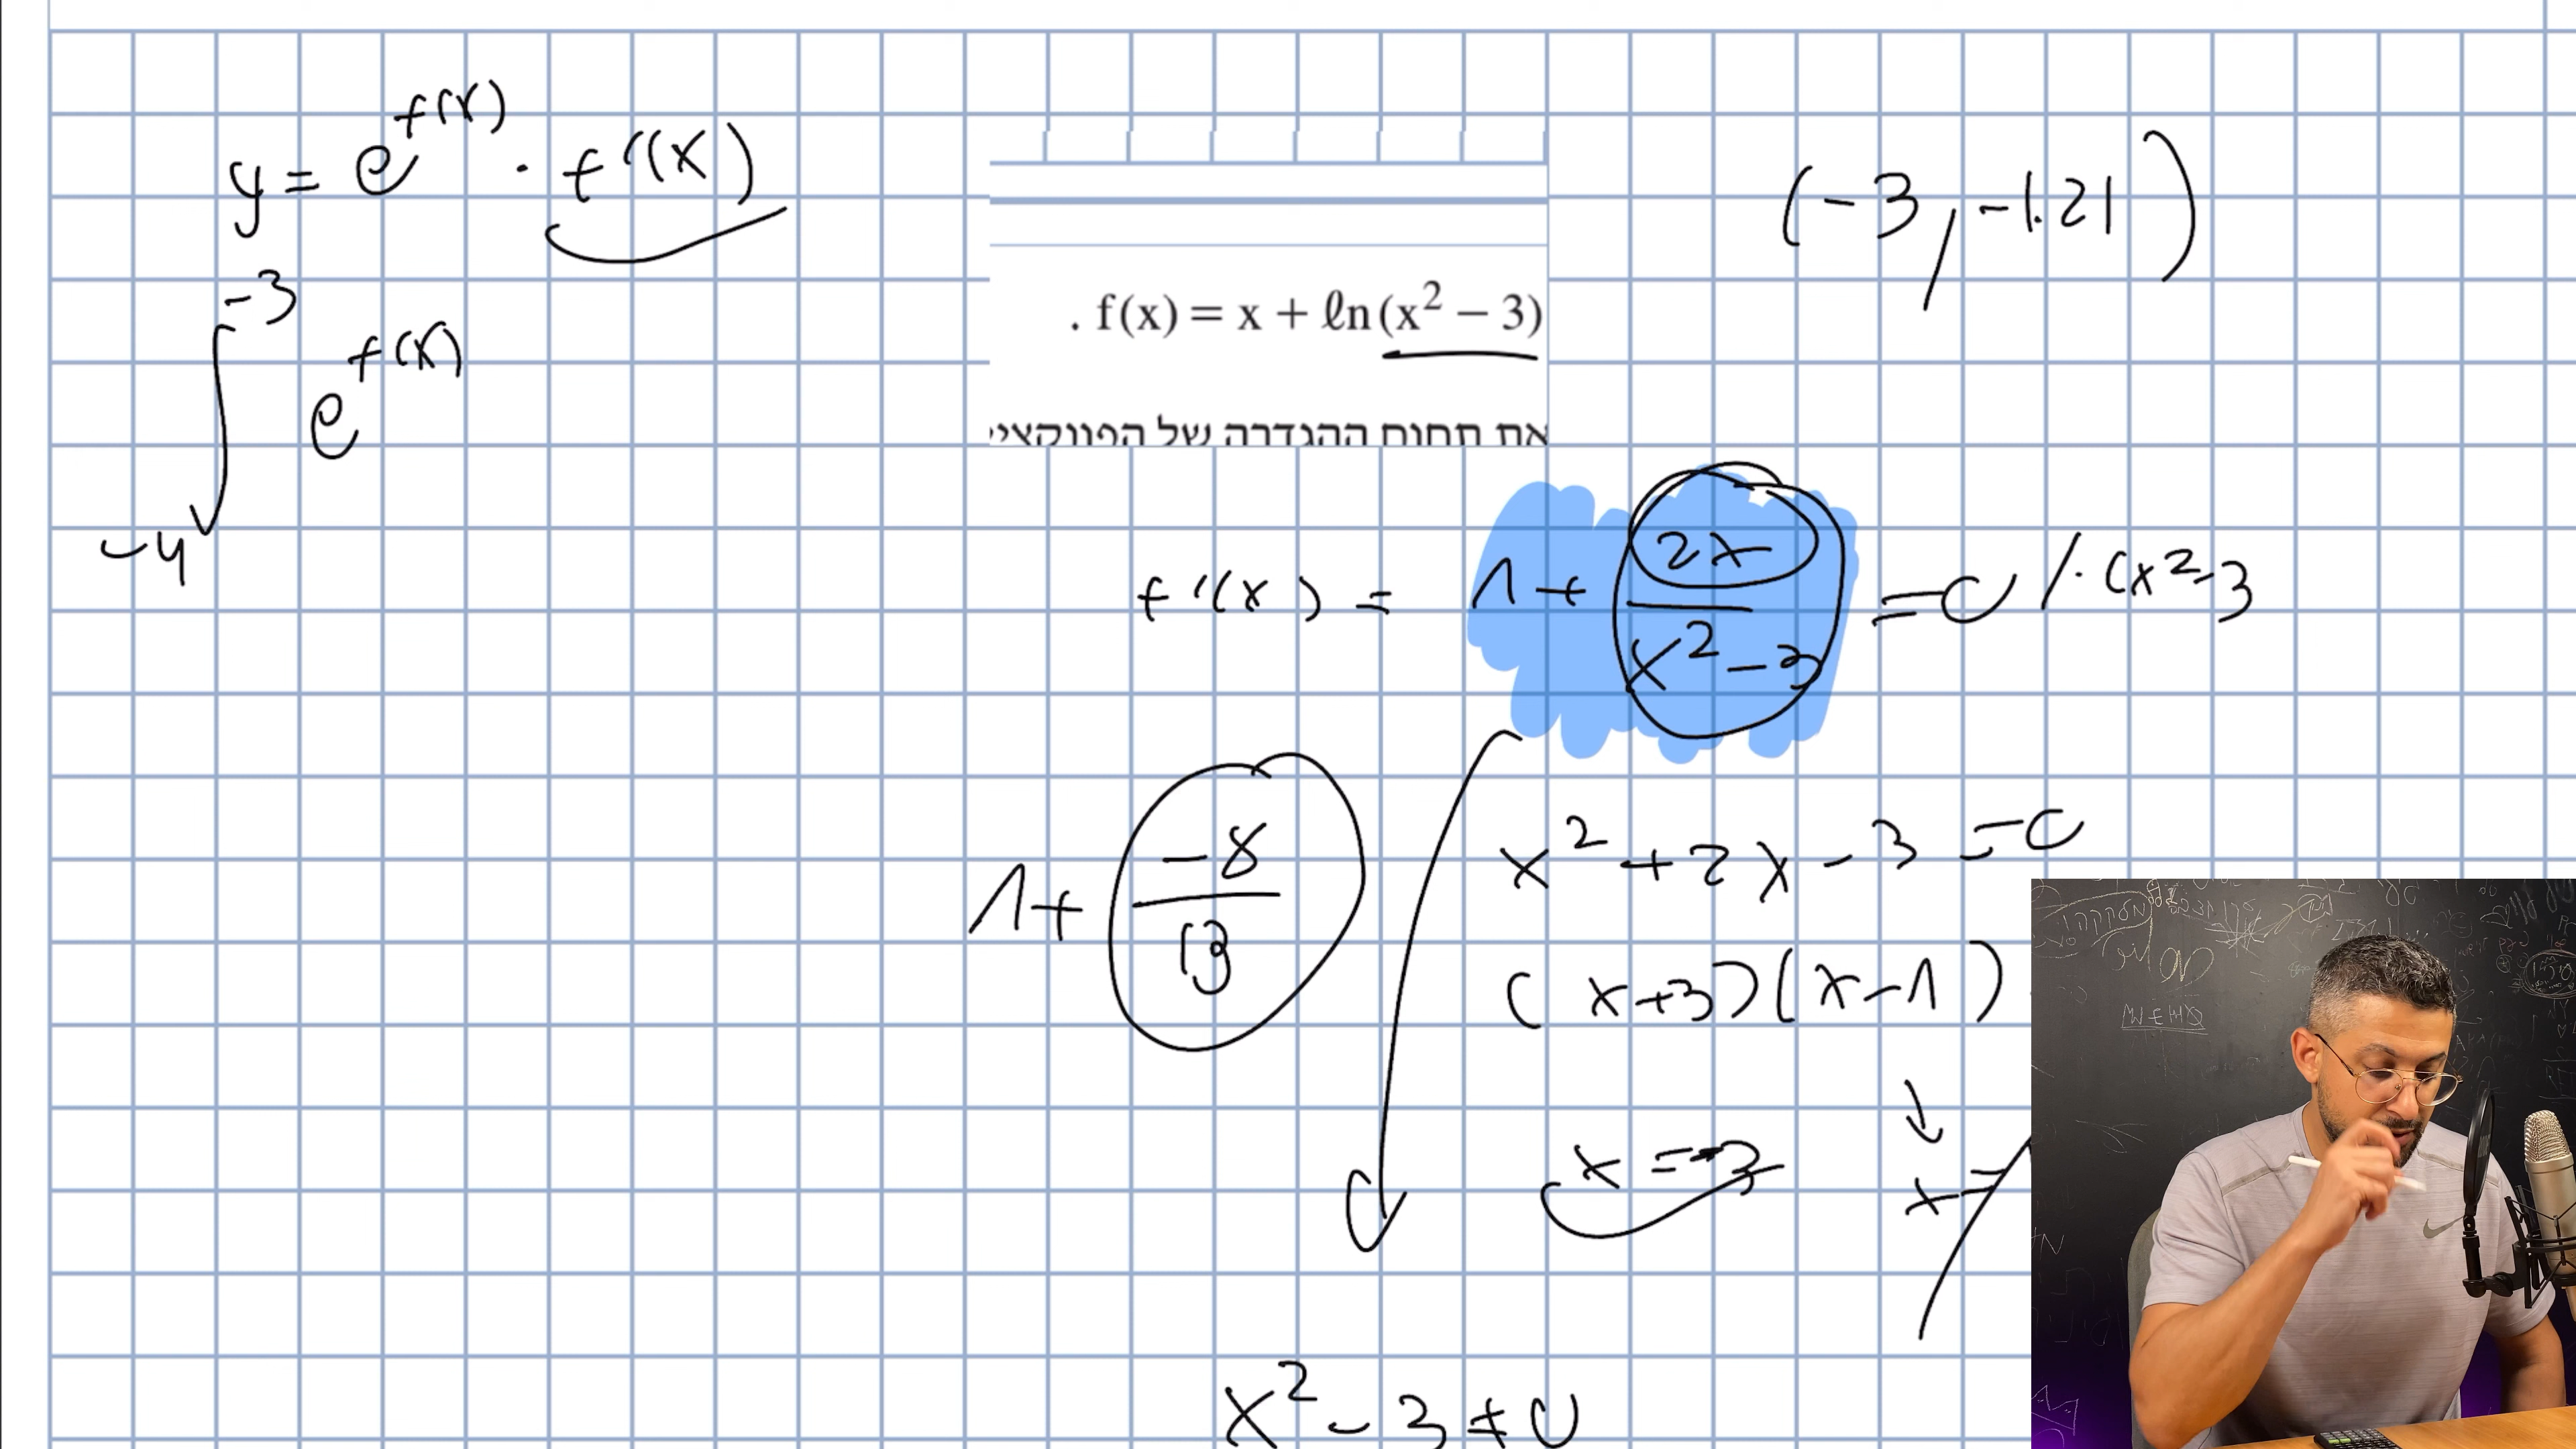 y = e^f(x) · f'(x)
(-3, -1.21)
∫_{-4}^{-3} e^f(x)
. f(x) = x + ℓn(x² − 3)
את תחום ההגדרה של הפונקציי
f'(x) = 1 + 2x/(x² - 3) = 0 /·(x²-3
1 + -8/13
x² + 2x - 3 = 0
(x+3)(x-1)
x = -3
x =
x² - 3 ≠ 0